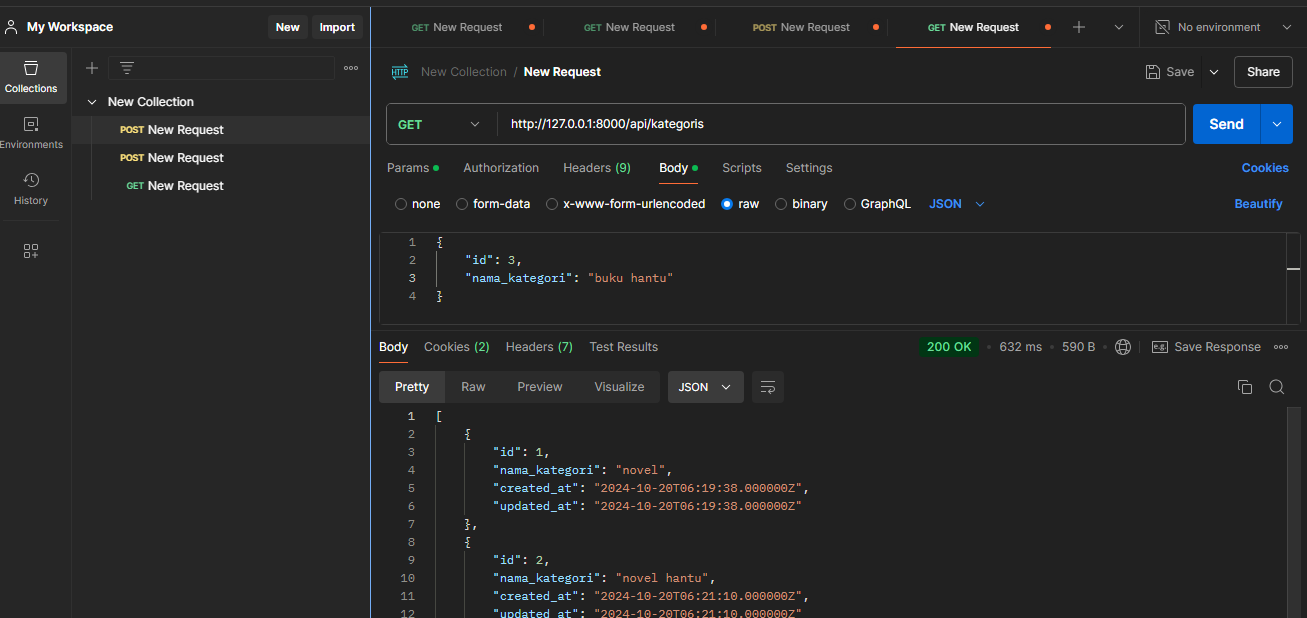 My Workspace New Import GET New Request GET New Request POST New Request GET New Request No environment
Collections
Environments
History
New Collection
POST New Request
POST New Request
GET New Request
HTTP New Collection / New Request Save Share
GET http://127.0.0.1:8000/api/kategoris Send
Params Authorization Headers (9) Body Scripts Settings Cookies
none form-data x-www-form-urlencoded raw binary GraphQL JSON Beautify
1 {
2 "id": 3,
3 "nama_kategori": "buku hantu"
4 }
Body Cookies (2) Headers (7) Test Results 200 OK 632 ms 590 B e.g. Save Response
Pretty Raw Preview Visualize JSON
1 [
2 {
3 "id": 1,
4 "nama_kategori": "novel",
5 "created_at": "2024-10-20T06:19:38.000000Z",
6 "updated_at": "2024-10-20T06:19:38.000000Z"
7 },
8 {
9 "id": 2,
10 "nama_kategori": "novel hantu",
11 "created_at": "2024-10-20T06:21:10.000000Z",
12 "updated_at": "2024-10-20T06:21:10.000000Z"